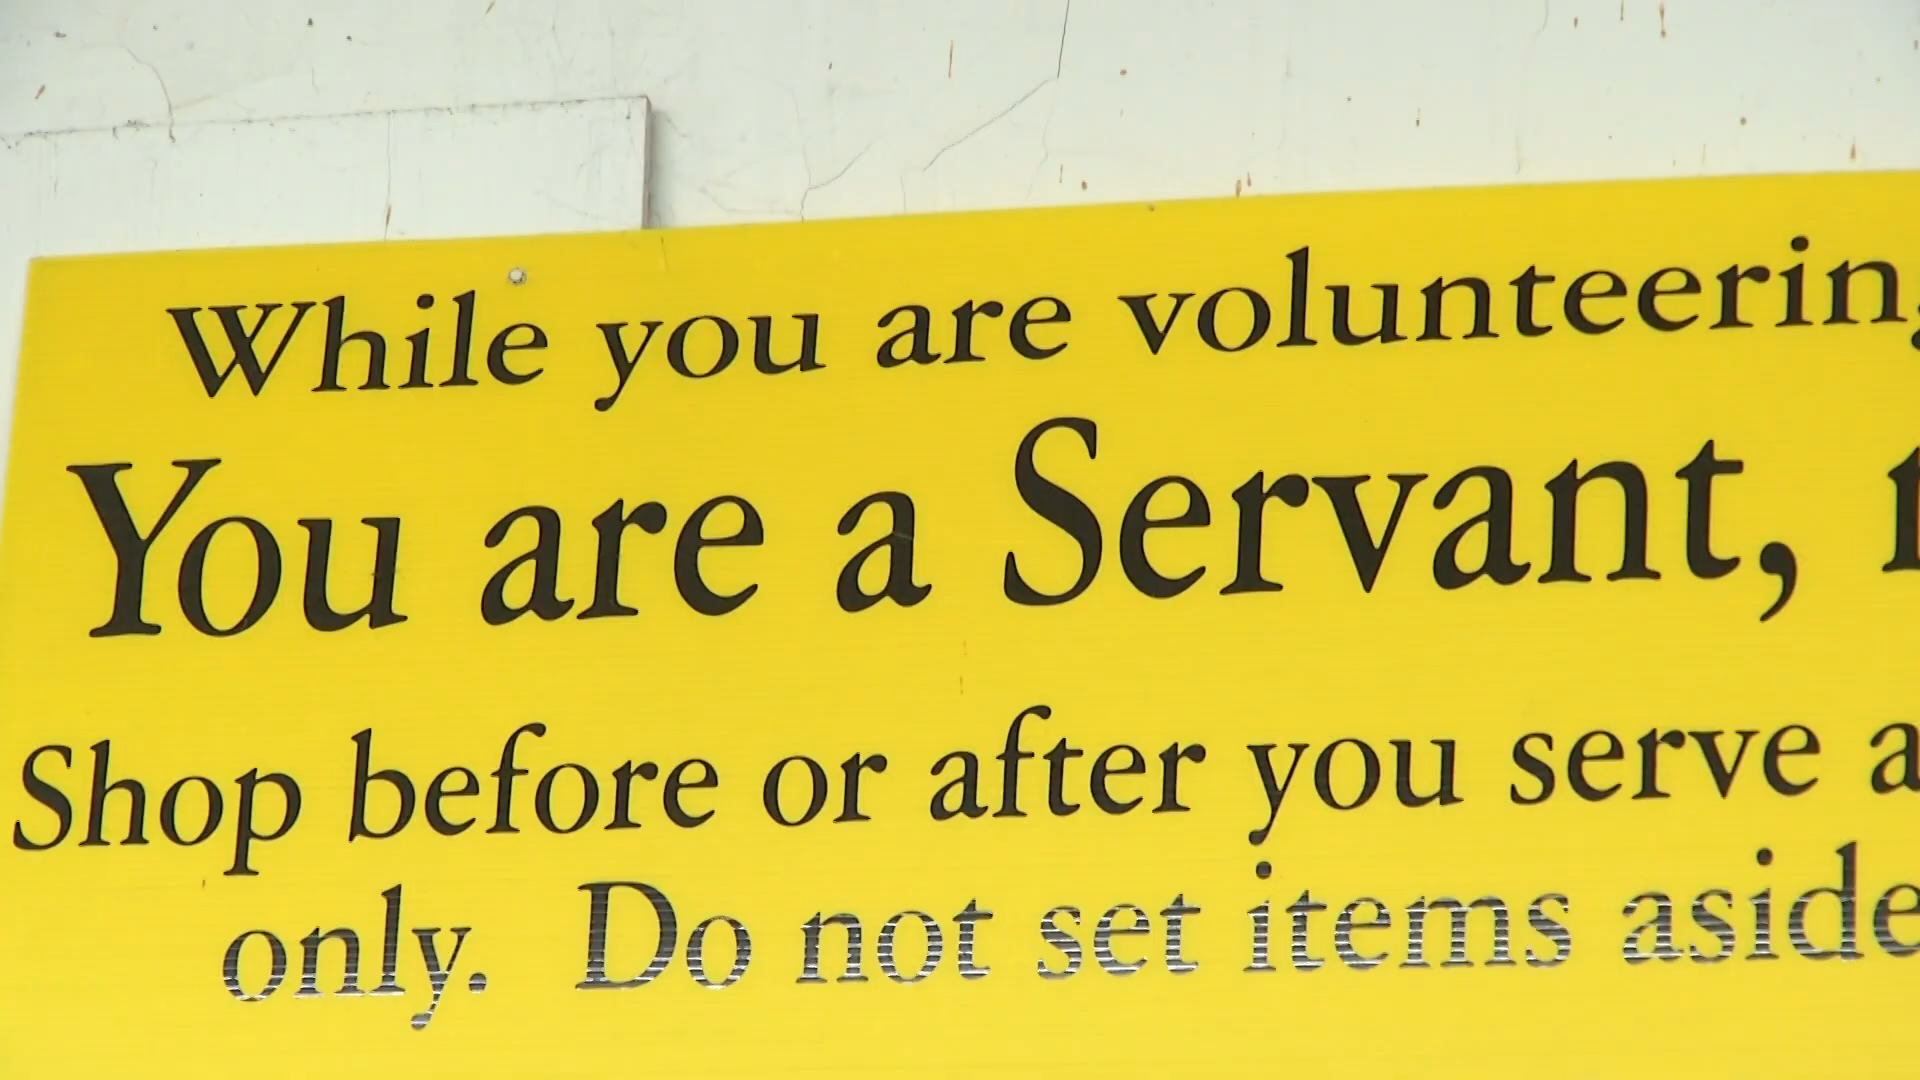 While you are volunteering
You are a Servant,
Shop before or after you serve a
only. Do not set items aside